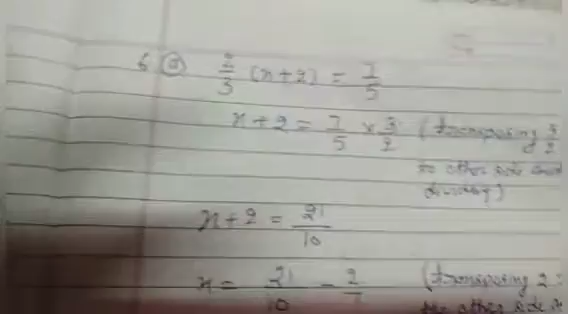 6 (a) 2/3 (x+2) = 7/5
x+2 = 7/5 × 3/2 (transposing 3/2
to other side and
x+2 = 21/10
x = 21/10 - 2/1 (transposing 2
the other side